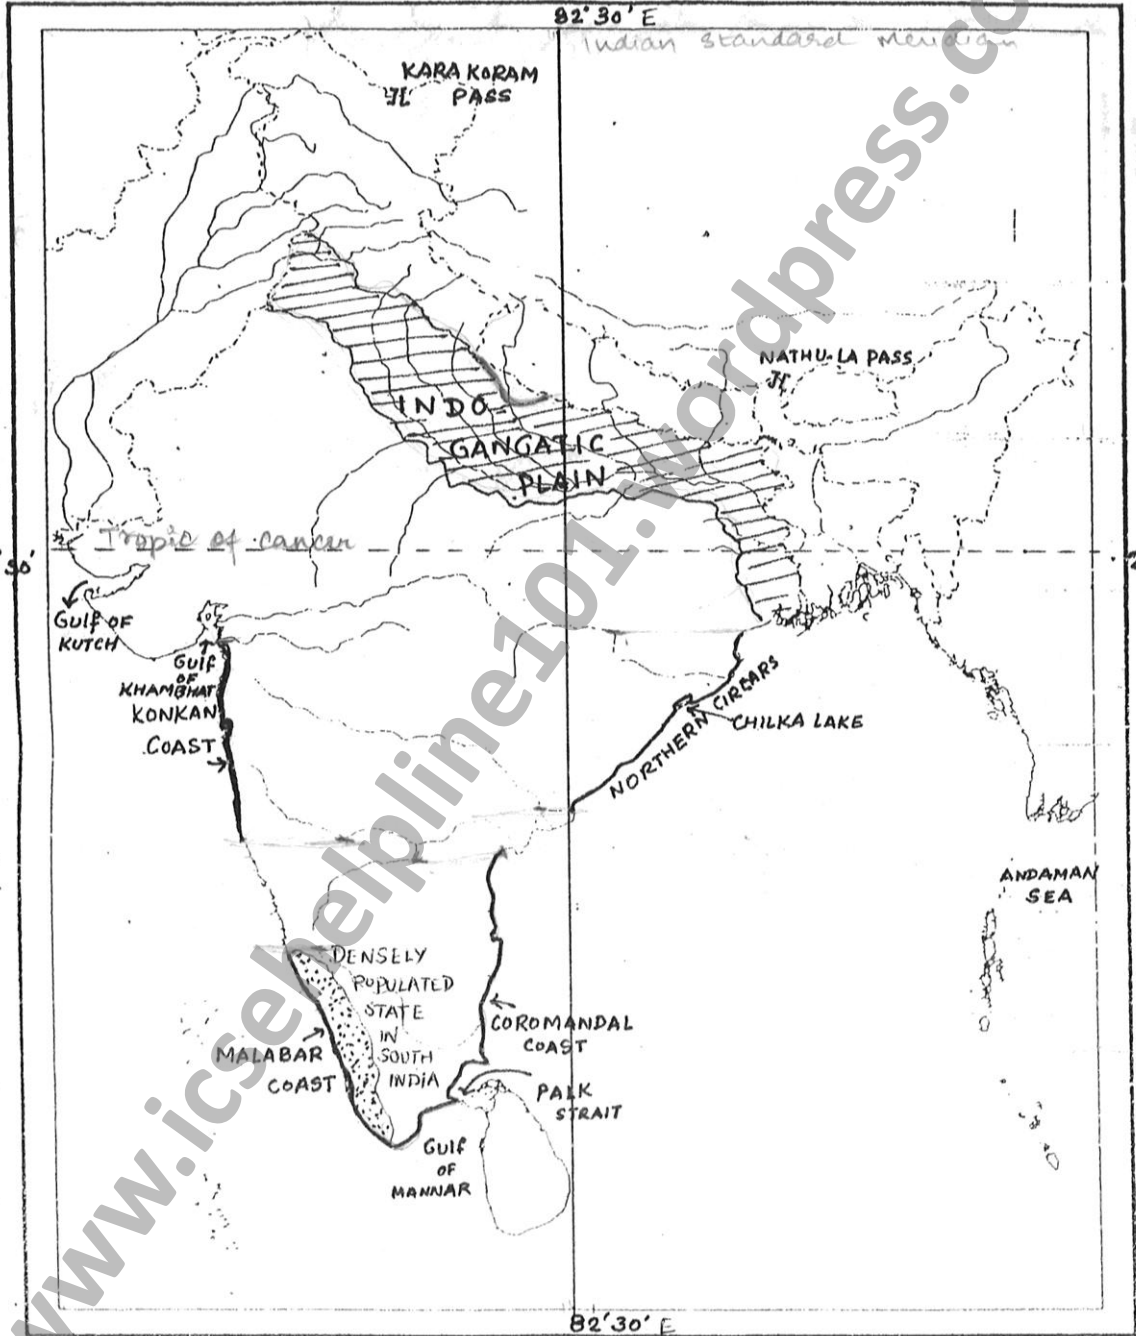 82°30' E
Indian Standard Meridian
KARAKORAM
PASS
NATHU-LA PASS
INDO-
GANGATIC
PLAIN
Tropic of cancer
30'
Gulf OF
KUTCH
Gulf
OF
KHAMBHAT
KONKAN
COAST
NORTHERN CIRCARS
CHILKA LAKE
ANDAMAN
SEA
DENSELY
POPULATED
STATE
IN
SOUTH
INDIA
MALABAR
COAST
COROMANDAL
COAST
PALK
STRAIT
Gulf
OF
MANNAR
82°30' E
www.icsehelpline101.wordpress.co